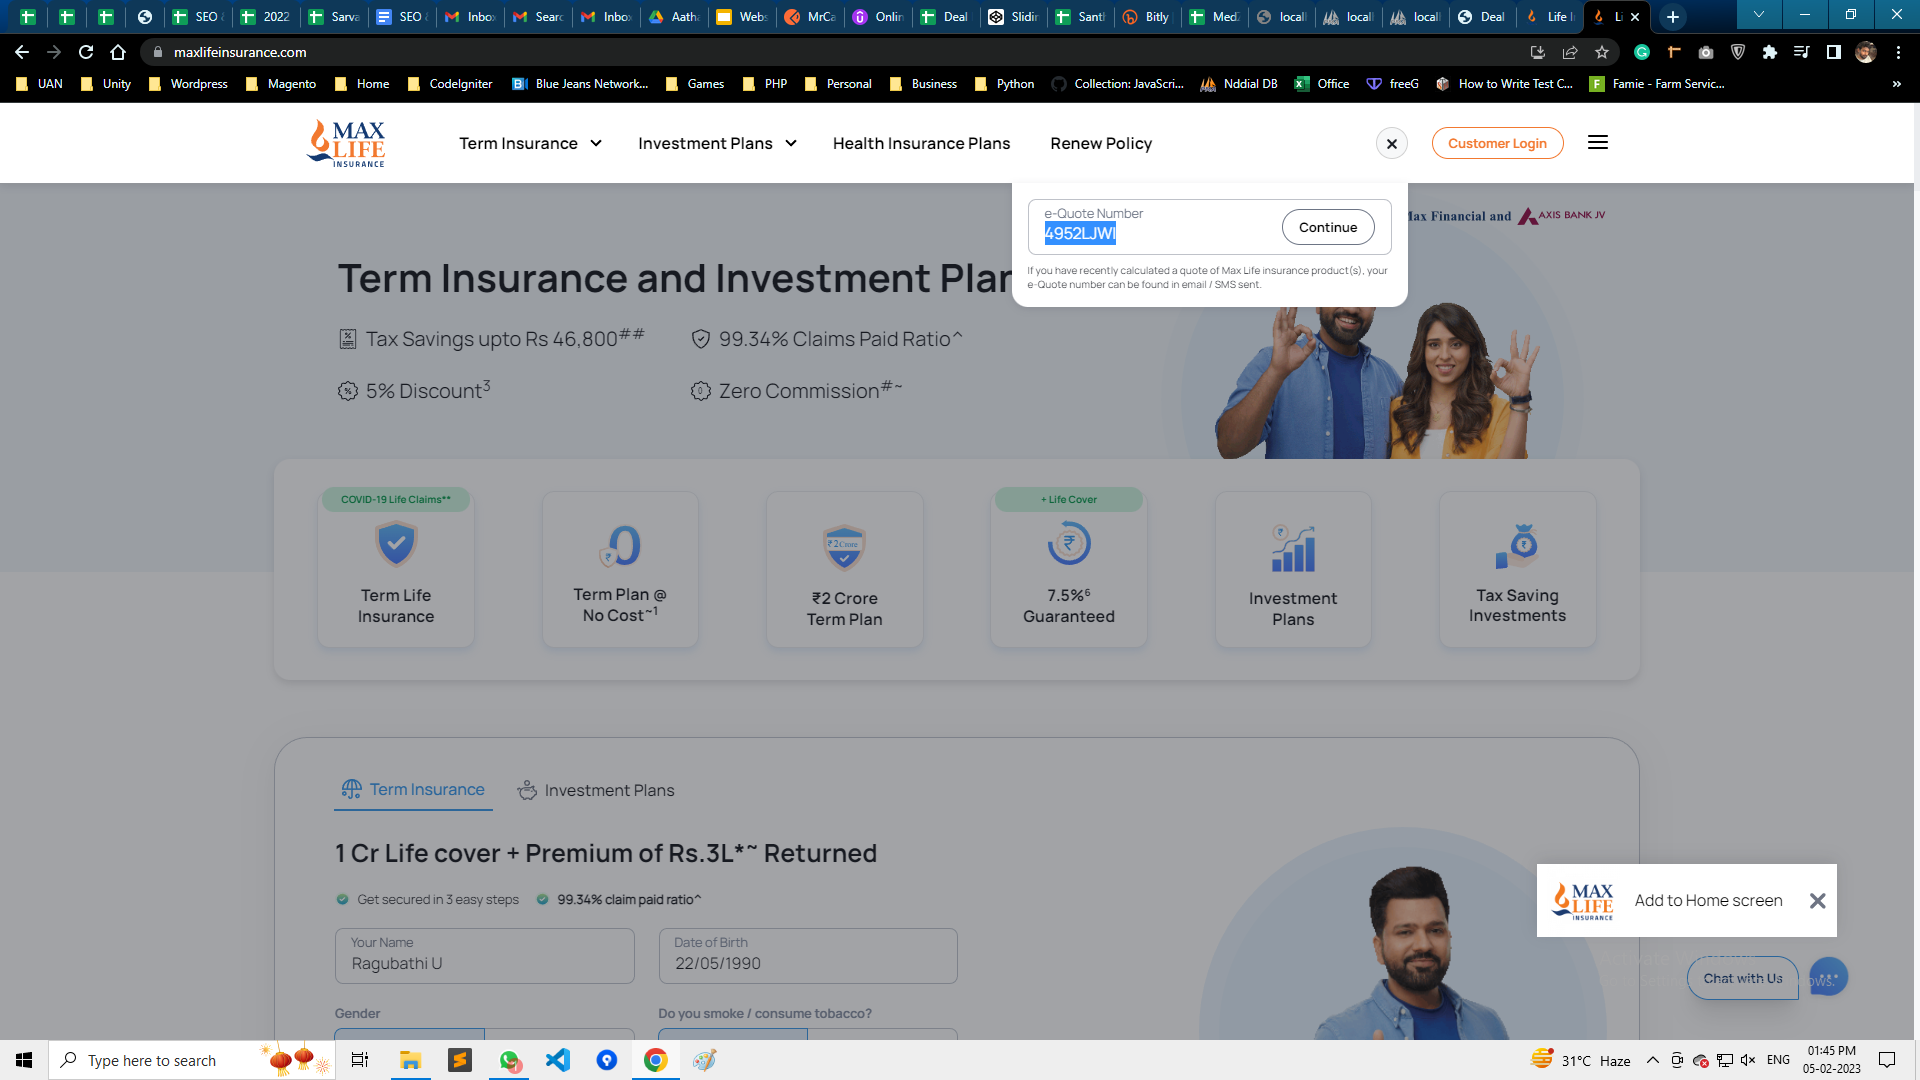 SEO &
2022
Sarva
SEO &
Inbox
Searc
Inbox
Aatha
Webs
MrCa
Onlin
Deal
Slidin
Santh
Bitly
Med2
locall
locall
locall
Deal
Life I
Li
maxlifeinsurance.com
UAN
Unity
Wordpress
Magento
Home
CodeIgniter
Blue Jeans Network...
Games
PHP
Personal
Business
Python
Collection: JavaScri...
Nddial DB
Office
freeG
How to Write Test C...
Famie - Farm Servic...
»
MAX
LIFE
INSURANCE
Term Insurance
Investment Plans
Health Insurance Plans
Renew Policy
Customer Login
e-Quote Number
4952LJWI
Continue
If you have recently calculated a quote of Max Life insurance product(s), your
e-Quote number can be found in email / SMS sent.
Max Financial and AXIS BANK JV
Term Insurance and Investment Plan
Tax Savings upto Rs 46,800##
99.34% Claims Paid Ratio^
5% Discount3
Zero Commission#~
COVID-19 Life Claims**
Term Life
Insurance
Term Plan @
No Cost~1
₹2 Crore
₹2 Crore
Term Plan
+ Life Cover
7.5%6
Guaranteed
Investment
Plans
Tax Saving
Investments
Term Insurance
Investment Plans
1 Cr Life cover + Premium of Rs.3L*~ Returned
Get secured in 3 easy steps
99.34% claim paid ratio^
Your Name
Ragubathi U
Date of Birth
22/05/1990
Gender
Do you smoke / consume tobacco?
MAX
LIFE
INSURANCE
Add to Home screen
Chat with Us
Type here to search
31°C Haze
ENG
01:45 PM
05-02-2023